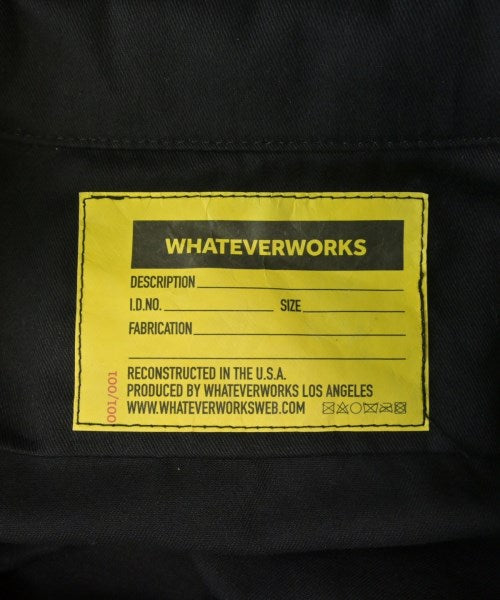 WHATEVERWORKS
DESCRIPTION
I.D.NO. SIZE
FABRICATION
RECONSTRUCTED IN THE U.S.A.
PRODUCED BY WHATEVERWORKS LOS ANGELES
WWW.WHATEVERWORKSWEB.COM
001/001